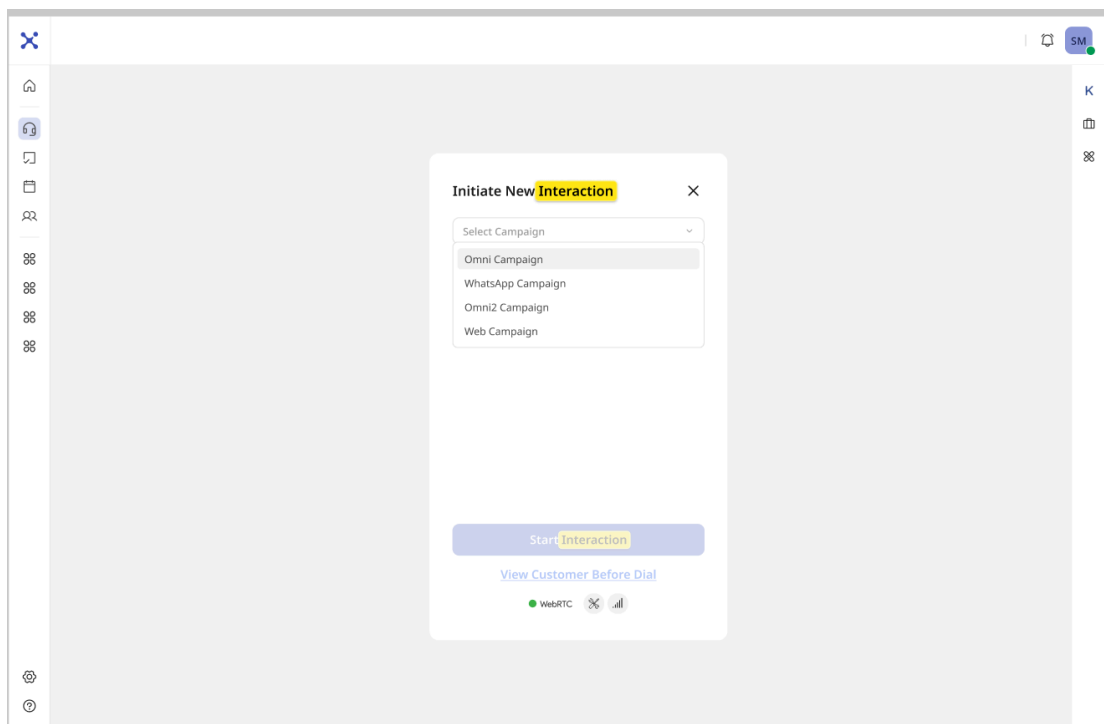 SM
K
Initiate New Interaction
Select Campaign
Omni Campaign
WhatsApp Campaign
Omni2 Campaign
Web Campaign
Start Interaction
View Customer Before Dial
WebRTC